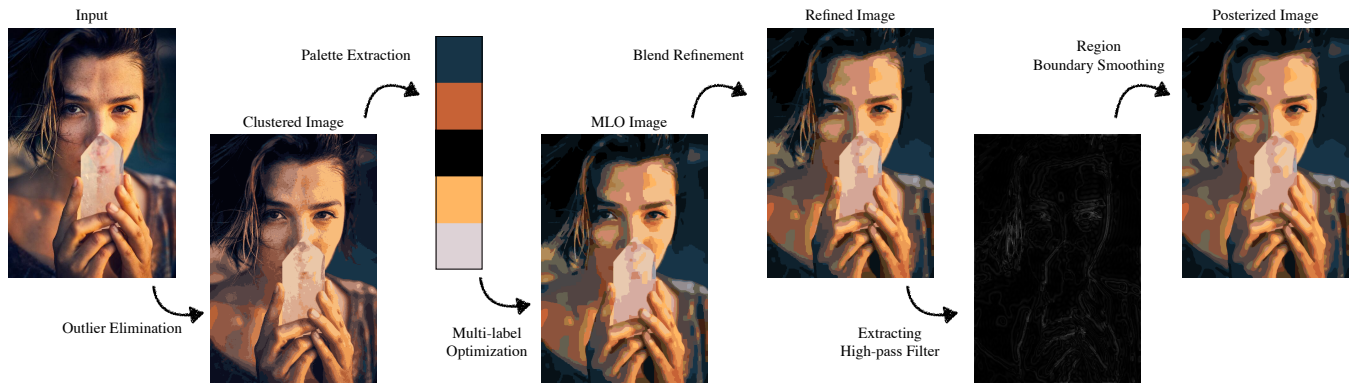 Input
Outlier Elimination
Clustered Image
Palette Extraction
Multi-label
Optimization
MLO Image
Blend Refinement
Refined Image
Extracting
High-pass Filter
Region
Boundary Smoothing
Posterized Image